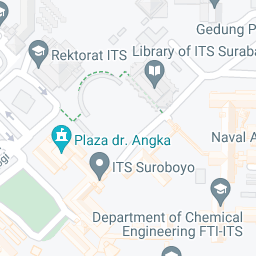 Gedung P
Rektorat ITS
Library of ITS Suraba
Plaza dr. Angka
Naval A
ogi
ITS Suroboyo
Department of Chemical
Engineering FTI-ITS